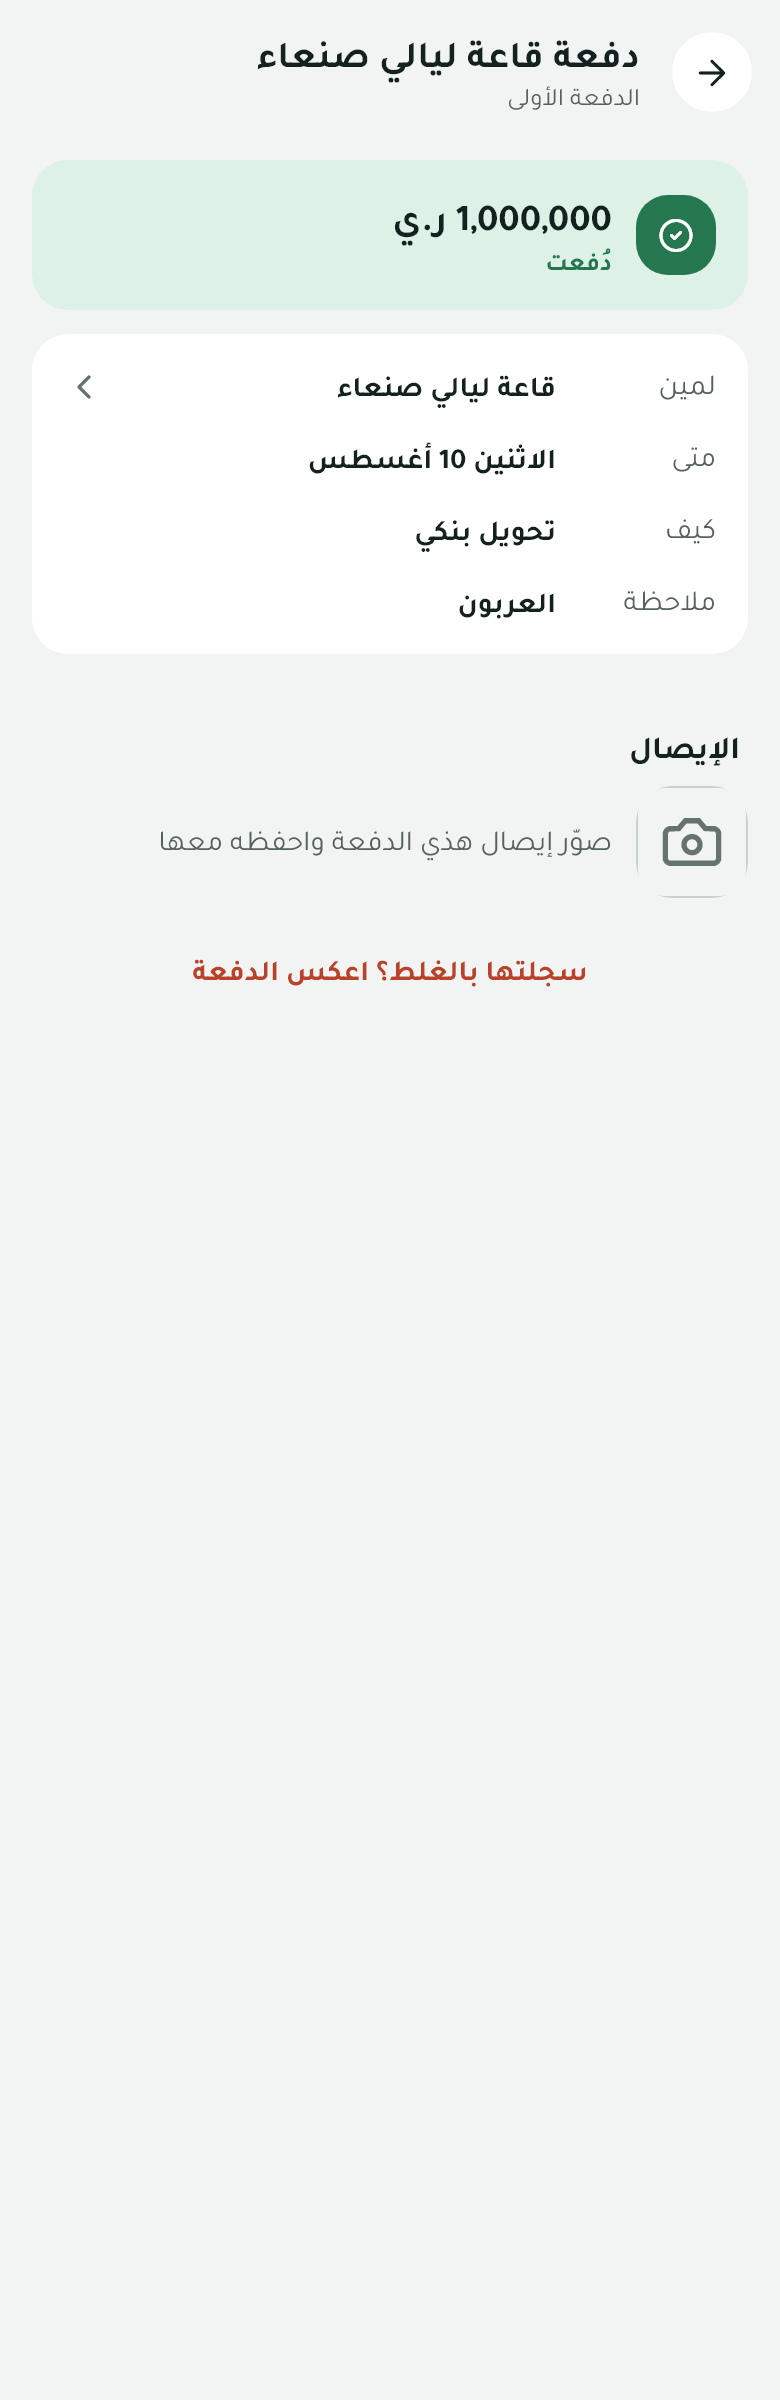 دفعة قاعة ليالي صنعاء
الدفعة الأولى
1,000,000 ر.ي
دُفعت
لمين
قاعة ليالي صنعاء
متى
الاثنين 10 أغسطس
كيف
تحويل بنكي
ملاحظة
العربون
الإيصال
صوّر إيصال هذي الدفعة واحفظه معها
سجلتها بالغلط؟ اعكس الدفعة